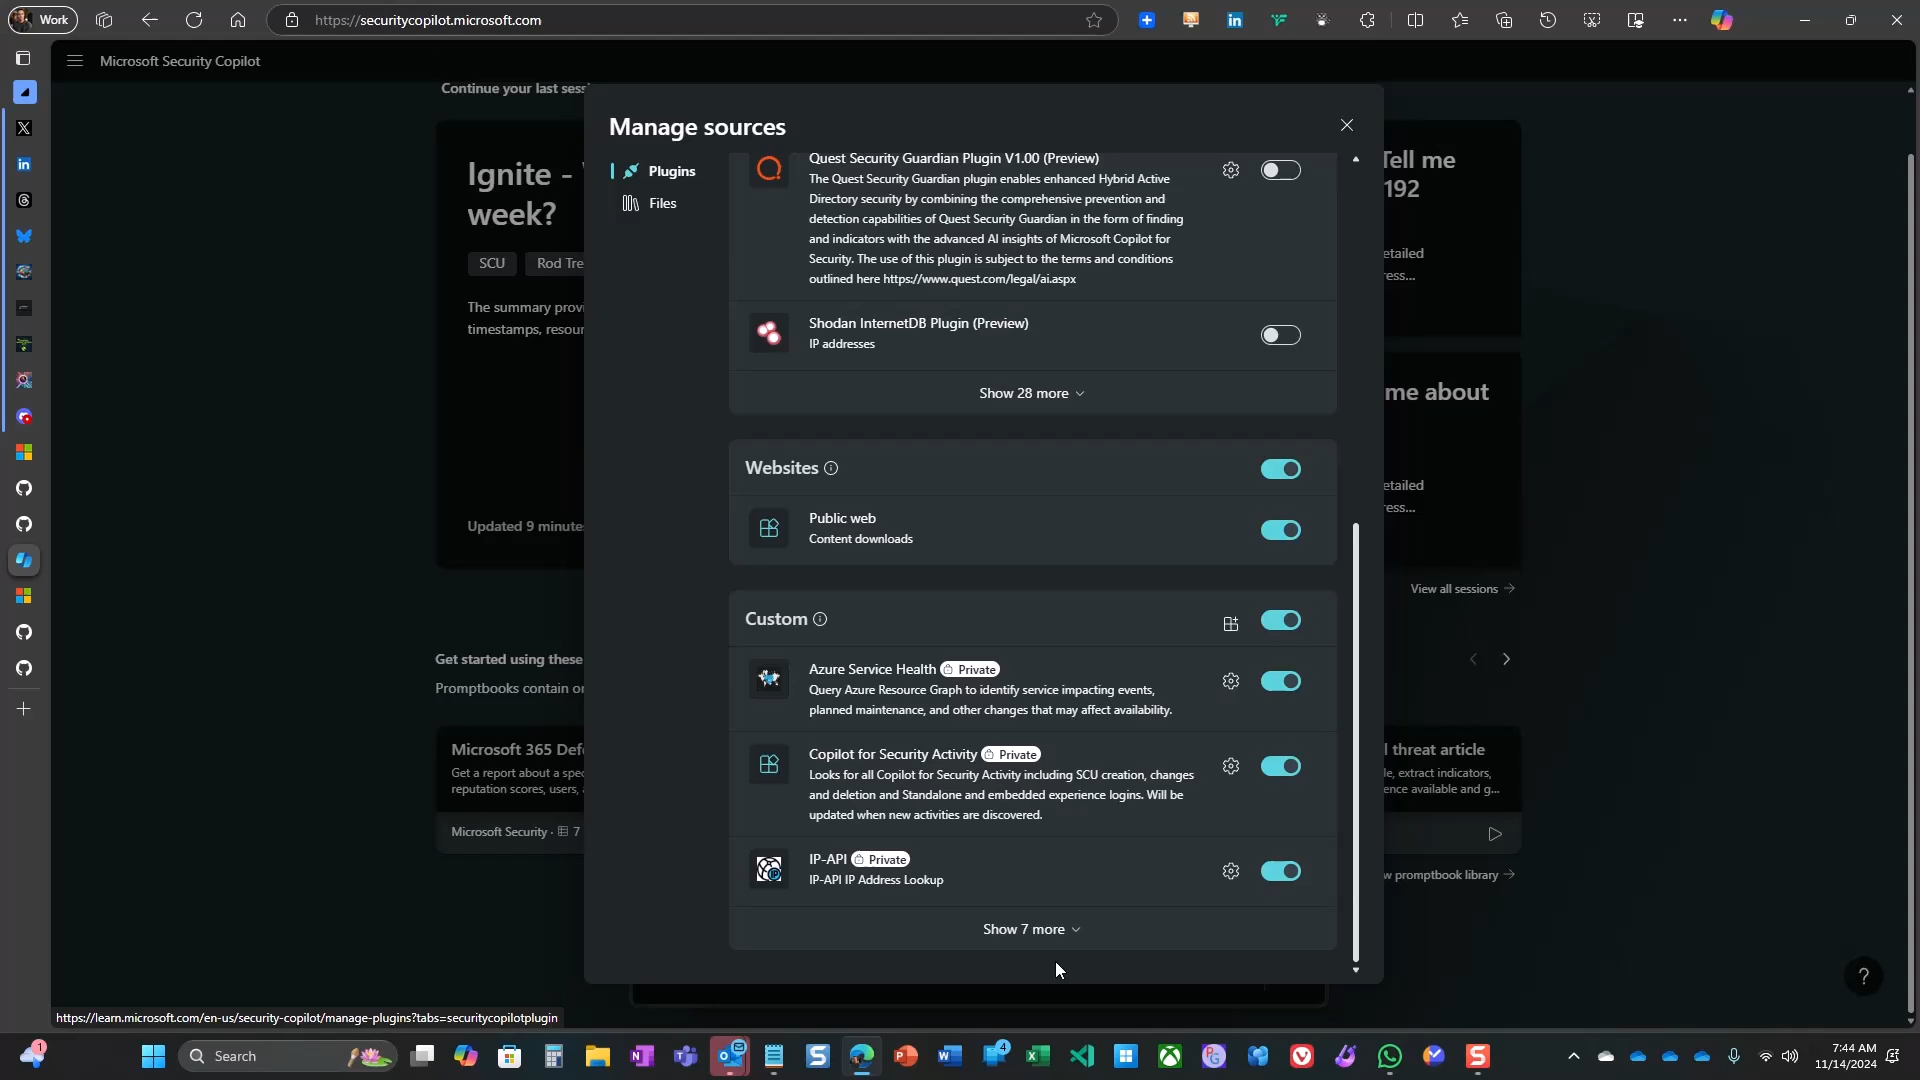 Work
https://securitycopilot.microsoft.com
Microsoft Security Copilot
Continue your last sess
Manage sources
Plugins
Files
Ignite -
week?
SCU
Rod Tre
The summary provi
timestamps, resour
Updated 9 minute
Quest Security Guardian Plugin V1.00 (Preview)
The Quest Security Guardian plugin enables enhanced Hybrid Active
Directory security by combining the comprehensive prevention and
detection capabilities of Quest Security Guardian in the form of finding
and indicators with the advanced AI insights of Microsoft Copilot for
Security. The use of this plugin is subject to the terms and conditions
outlined here https://www.quest.com/legal/ai.aspx
Shodan InternetDB Plugin (Preview)
IP addresses
Show 28 more
Websites
Public web
Content downloads
Custom
Azure Service Health Private
Query Azure Resource Graph to identify service impacting events,
planned maintenance, and other changes that may affect availability.
Copilot for Security Activity Private
Looks for all Copilot for Security Activity including SCU creation, changes
and deletion and Standalone and embedded experience logins. Will be
updated when new activities are discovered.
IP-API Private
IP-API IP Address Lookup
Show 7 more
Tell me
192
etailed
ress...
me about
etailed
ress...
View all sessions
Get started using these
Promptbooks contain or
Microsoft 365 Def
Get a report about a spec
reputation scores, users,
Microsoft Security · 7
l threat article
le, extract indicators,
ence available and g...
w promptbook library
?
https://learn.microsoft.com/en-us/security-copilot/manage-plugins?tabs=securitycopilotplugin
1
Search
4
7:44 AM
11/14/2024